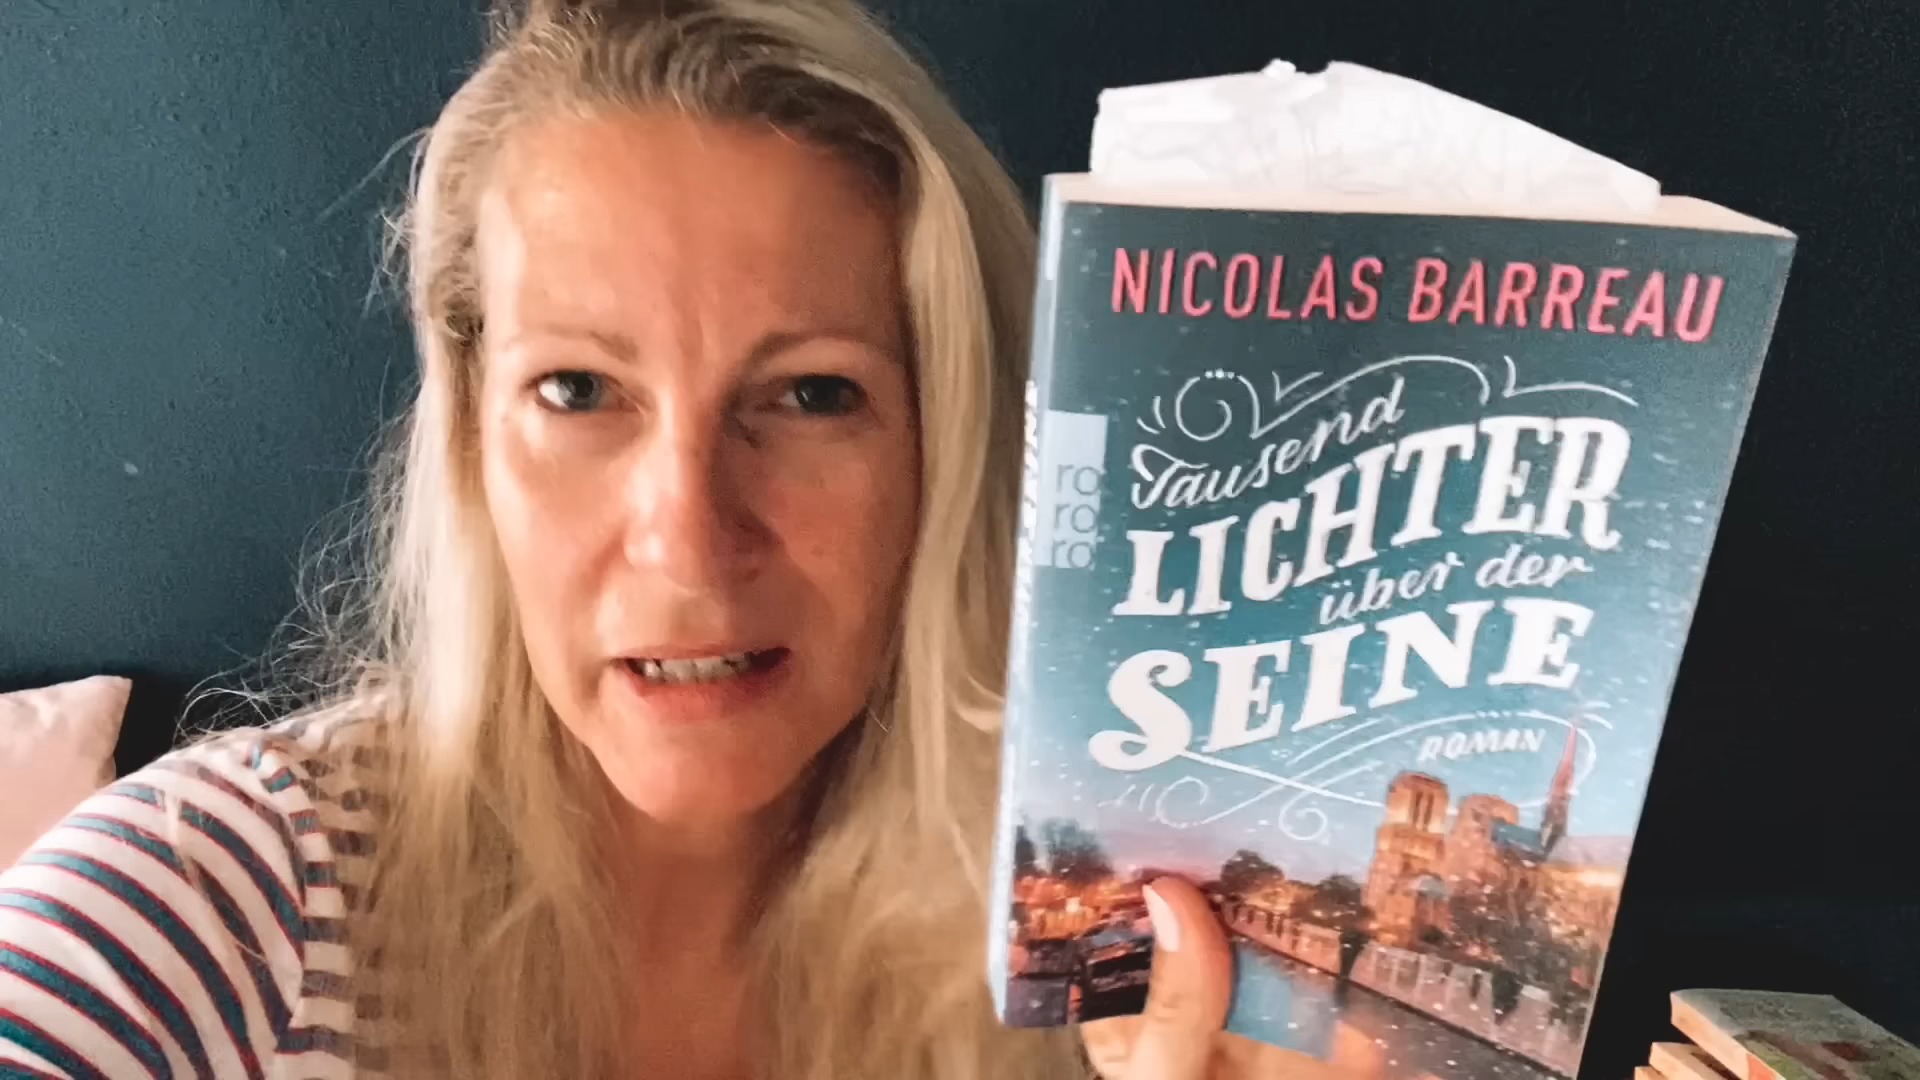 NICOLAS BARREAU
Tausend
LICHTER
über der
SEINE
ROMAN
ro
ro
ro